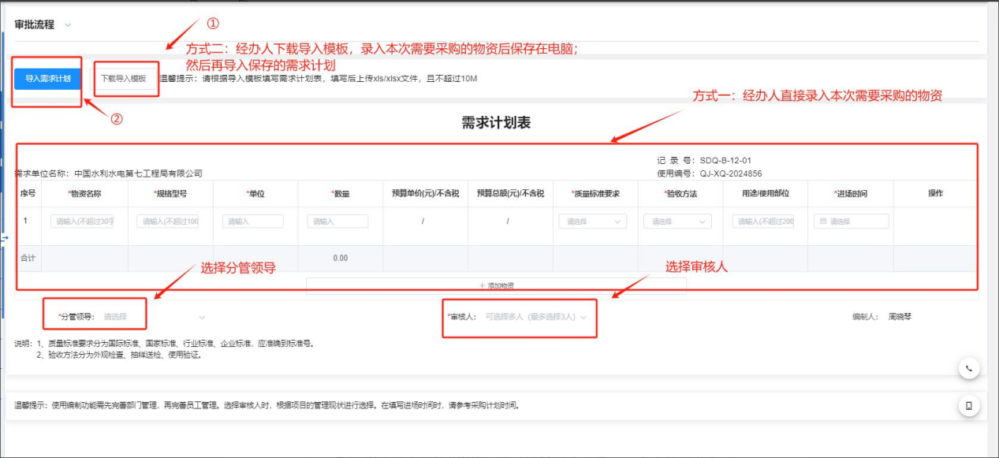 审批流程
①
方式二：经办人下载导入模板，录入本次需要采购的物资后保存在电脑；
然后再导入保存的需求计划
导入需求计划 下载导入模板 温馨提示：请根据导入模板填写需求计划表，填写后上传xls/xlsx文件，且不超过10M
②
方式一：经办人直接录入本次需要采购的物资
需求计划表
记 录 号：SDQ-B-12-01
需求单位名称：中国水利水电第七工程局有限公司 使用编号：QJ-XQ-2024856
序号 *物资名称 *规格型号 *单位 *数量 预算单价(元)/不含税 预算总额(元)/不含税 *质量标准要求 *验收方法 用途/使用部位 *进场时间 操作
1 请输入(不超过30字 请输入(不超过100 请输入 请输入 / / 请选择 请选择 请输入(不超过200 请选择
合计 0.00
选择分管领导 选择审核人
+ 添加物资
*分管领导： 请选择 *审核人： 可选择多人（最多选择3人） 编制人： 周晓琴
说明：1、质量标准要求分为国际标准、国家标准、行业标准、企业标准，应准确到标准号。
2、验收方法分为外观检查、抽样送检、使用验证。
温馨提示：使用编制功能需先完善部门管理，再完善员工管理。选择审核人时，根据项目的管理现状进行选择。在填写进场时间时，请参考采购计划时间。